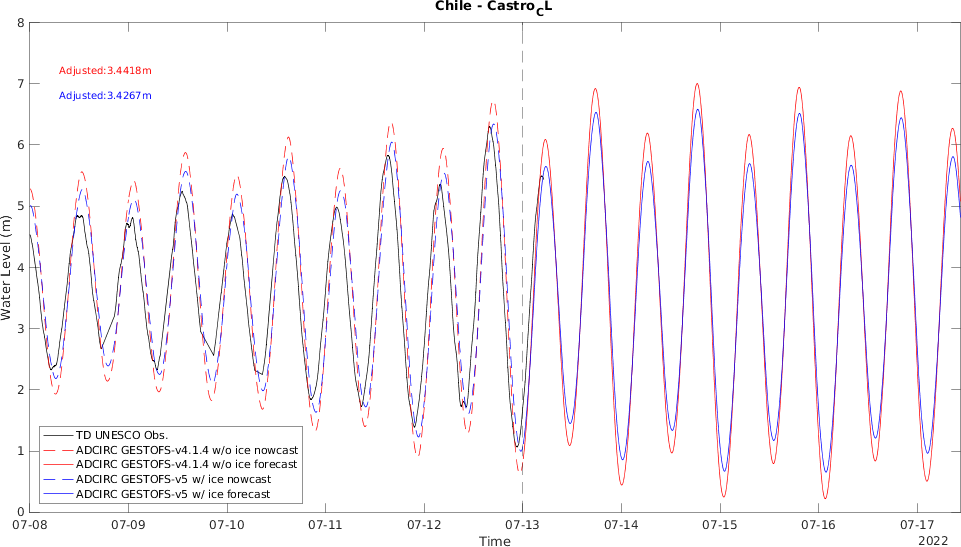 Chile - Castro_CL
8
7
6
5
4
3
2
1
0
Water Level (m)
Adjusted:3.4418m
Adjusted:3.4267m
TD UNESCO Obs.
ADCIRC GESTOFS-v4.1.4 w/o ice nowcast
ADCIRC GESTOFS-v4.1.4 w/o ice forecast
ADCIRC GESTOFS-v5 w/ ice nowcast
ADCIRC GESTOFS-v5 w/ ice forecast
07-08 07-09 07-10 07-11 07-12 07-13 07-14 07-15 07-16 07-17
Time
2022